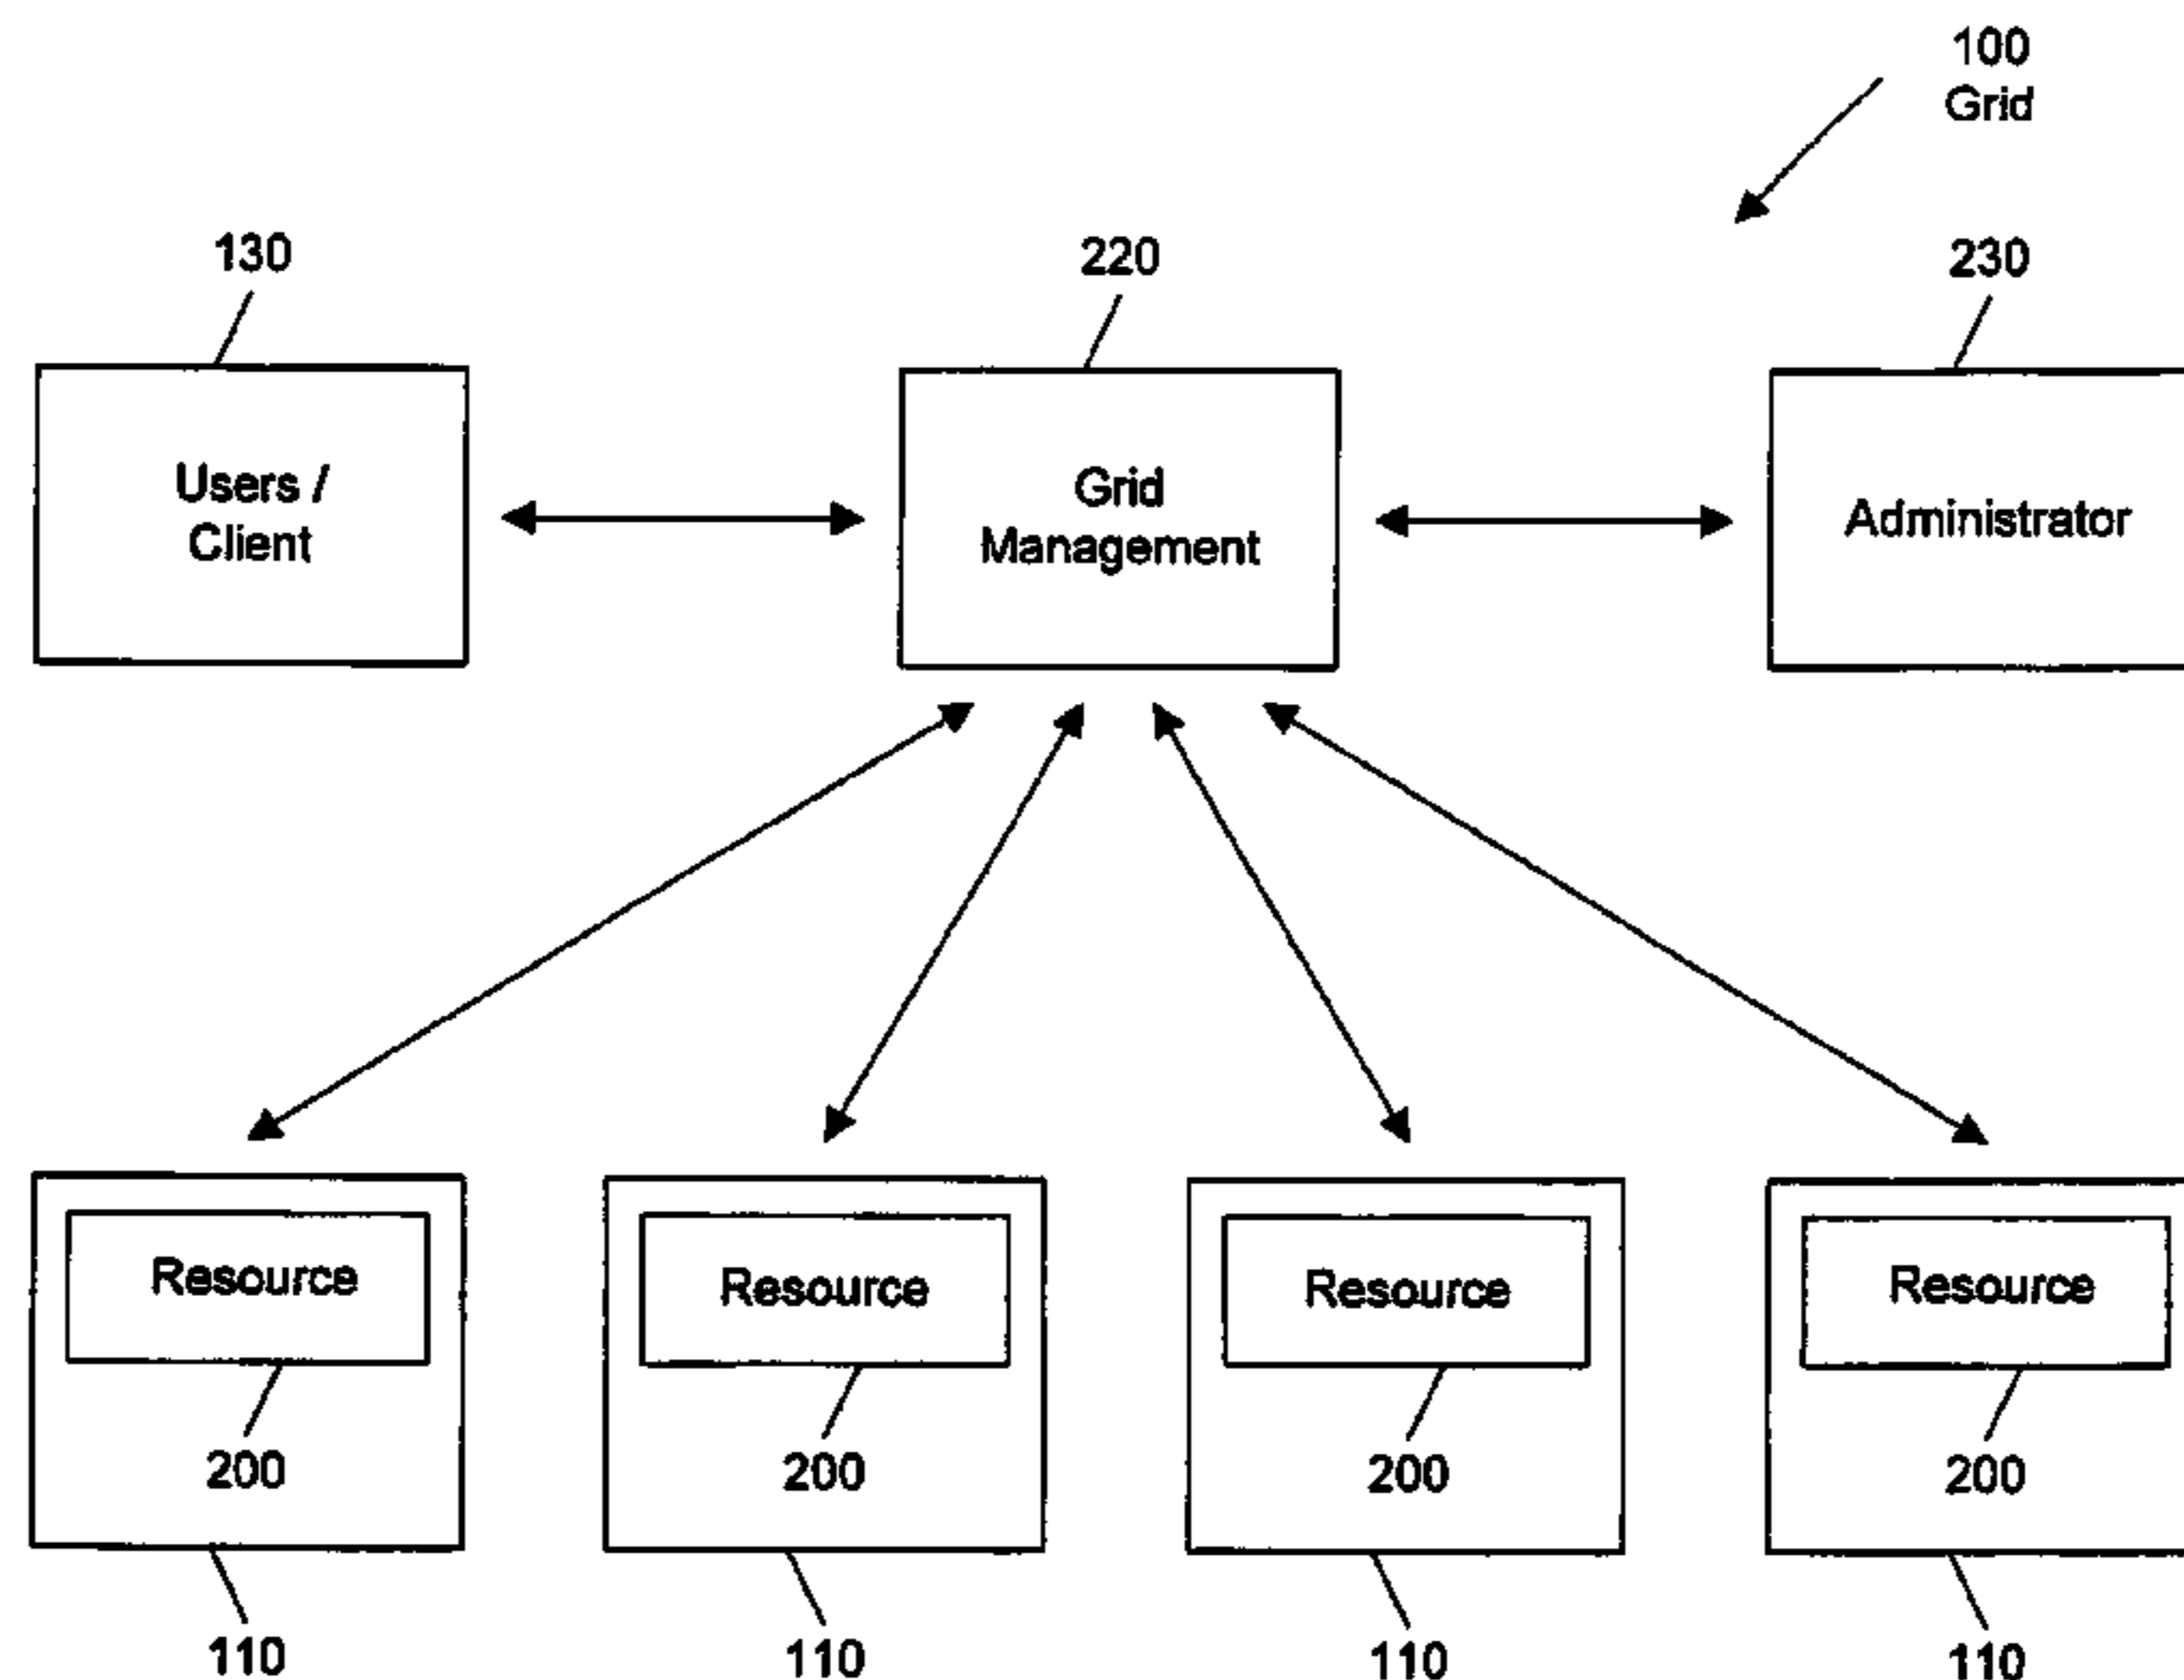 100
Grid
130
220
230
Users /
Client
Grid
Management
Administrator
Resource
Resource
Resource
Resource
200
200
200
200
110
110
110
110